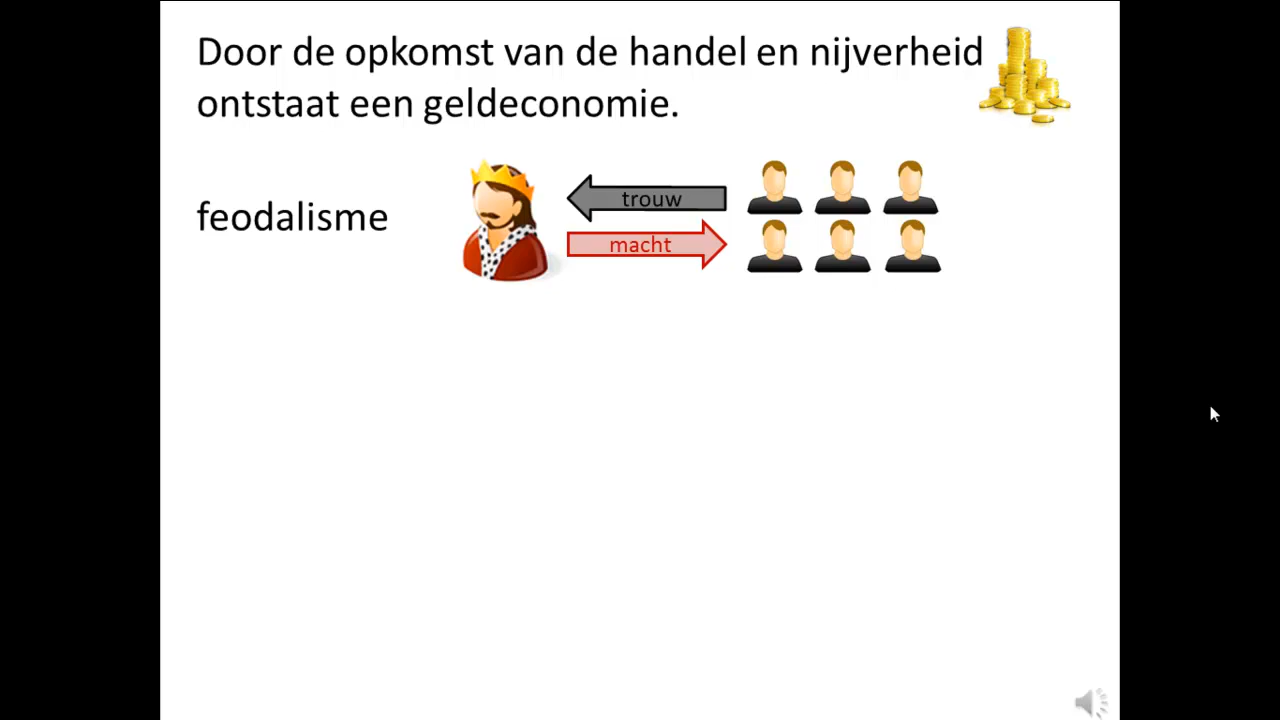 Door de opkomst van de handel en nijverheid
ontstaat een geldeconomie.
feodalisme
trouw
macht